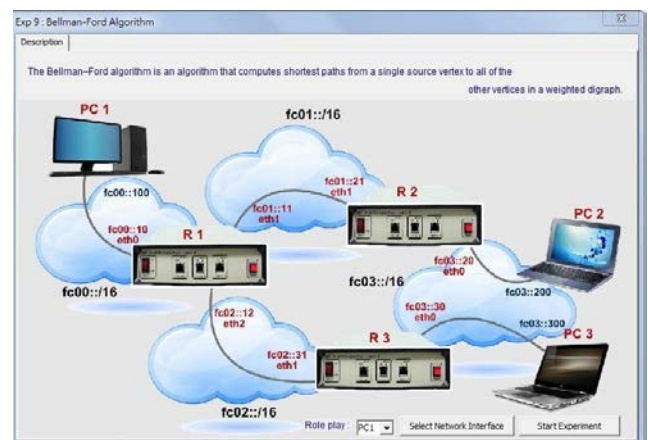 Exp 9 : Bellman-Ford Algorithm
Description
The Bellman–Ford algorithm is an algorithm that computes shortest paths from a single source vertex to all of the
other vertices in a weighted digraph.
PC 1
fc01::/16
fc00::100
fc01::21
eth1
R 2
fc01::11
eth1
fc00::10
eth0
R 1
PC 2
fc03::20
eth0
fc03::/16
fc00::/16
fc03::200
fc02::12
eth2
fc03::30
eth0
fc03::300
PC 3
R 3
fc02::31
eth1
fc02::/16
Role play :
PC1
Select Network Interface
Start Experiment